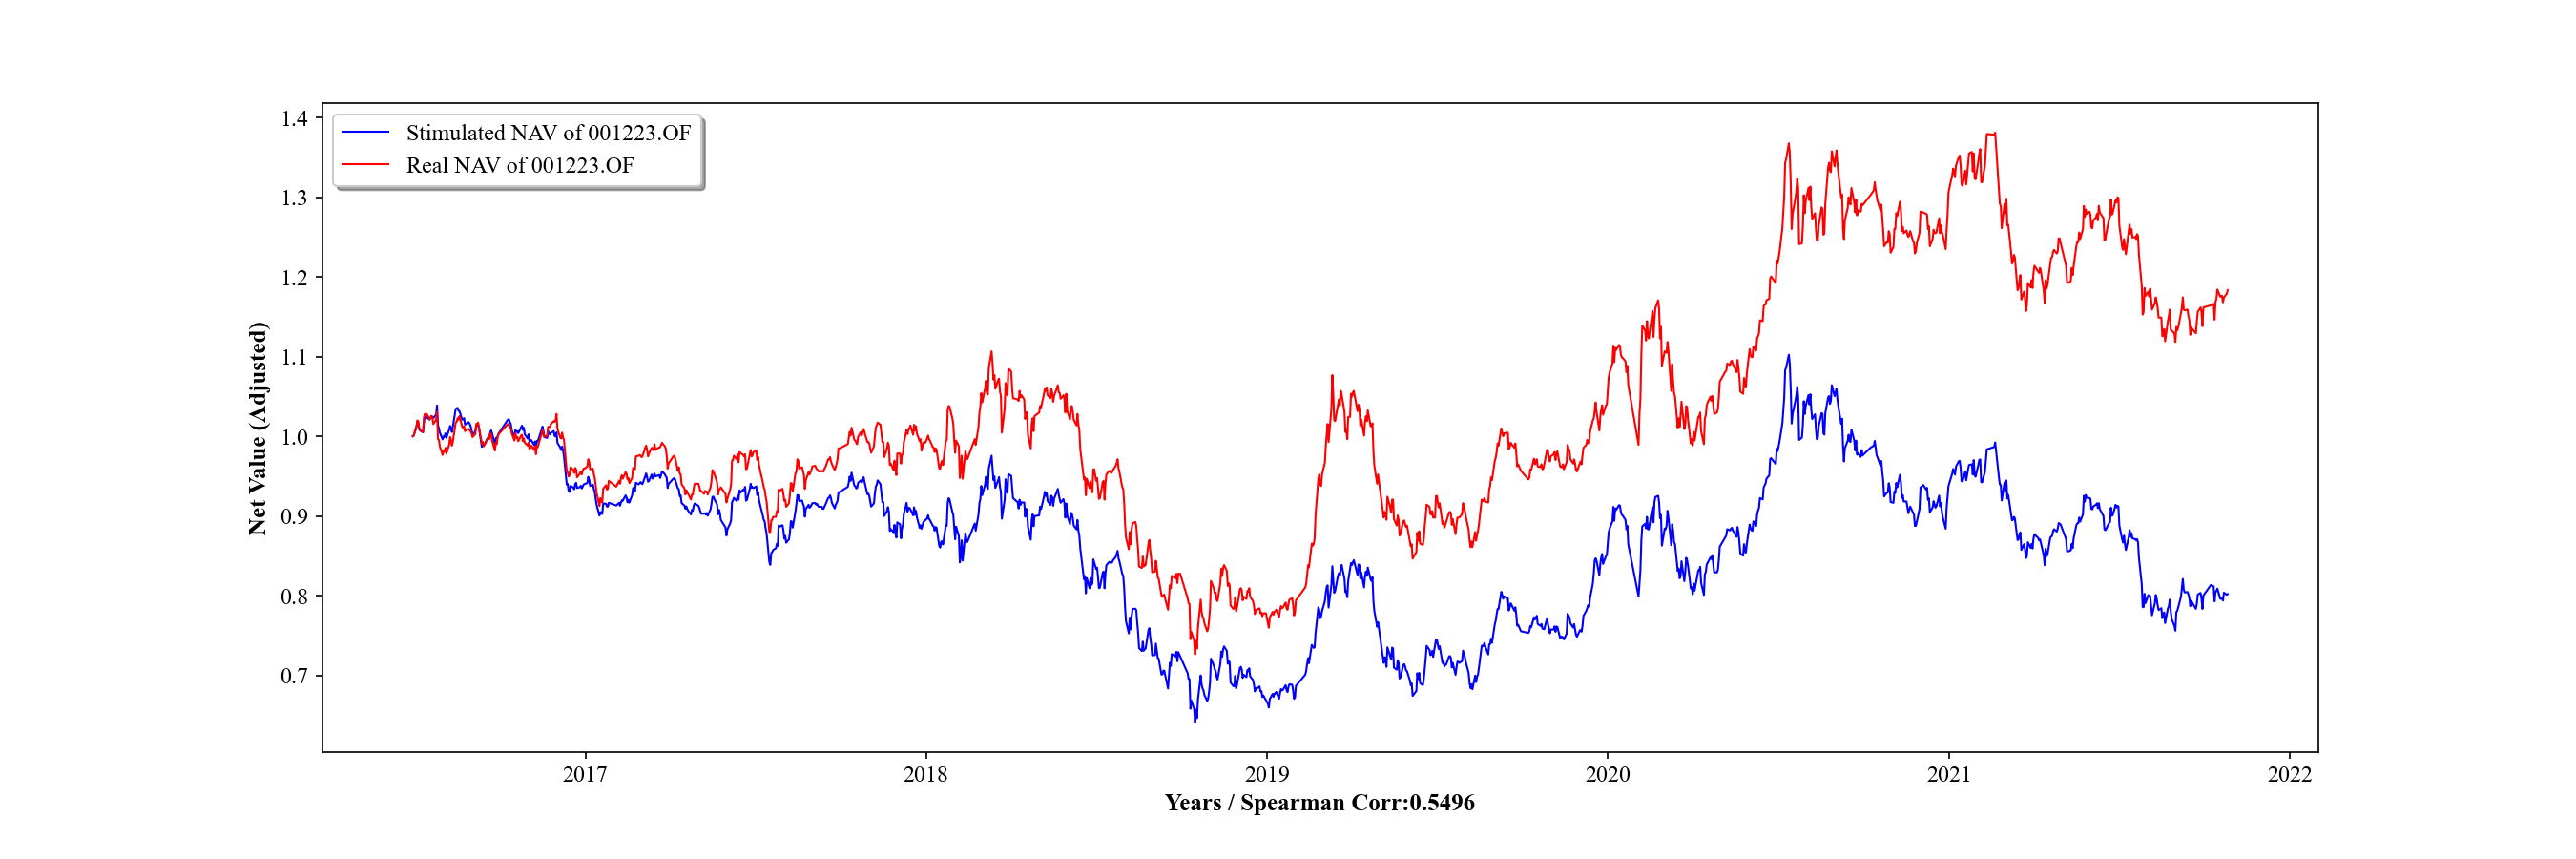 1.4
1.3
1.2
1.1
1.0
0.9
0.8
0.7
Net Value (Adjusted)
Stimulated NAV of 001223.OF
Real NAV of 001223.OF
2017 2018 2019 2020 2021 2022
Years / Spearman Corr:0.5496